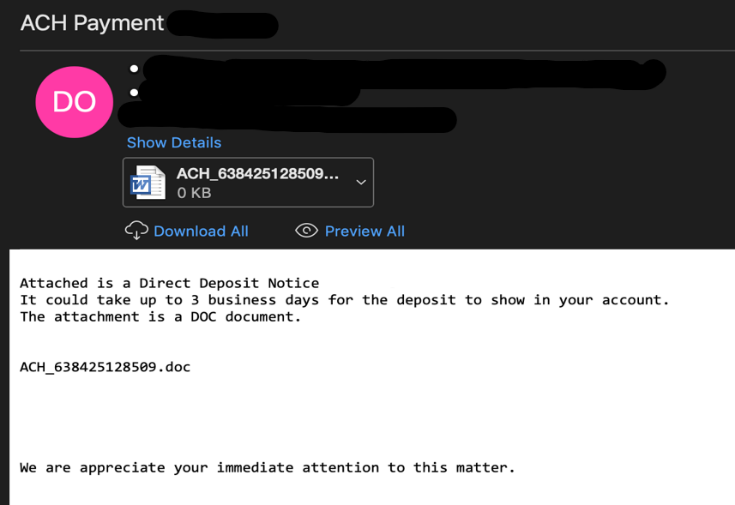 ACH Payment
DO
Show Details
ACH_638425128509...
0 KB
Download All
Preview All
Attached is a Direct Deposit Notice
It could take up to 3 business days for the deposit to show in your account.
The attachment is a DOC document.
ACH_638425128509.doc
We are appreciate your immediate attention to this matter.